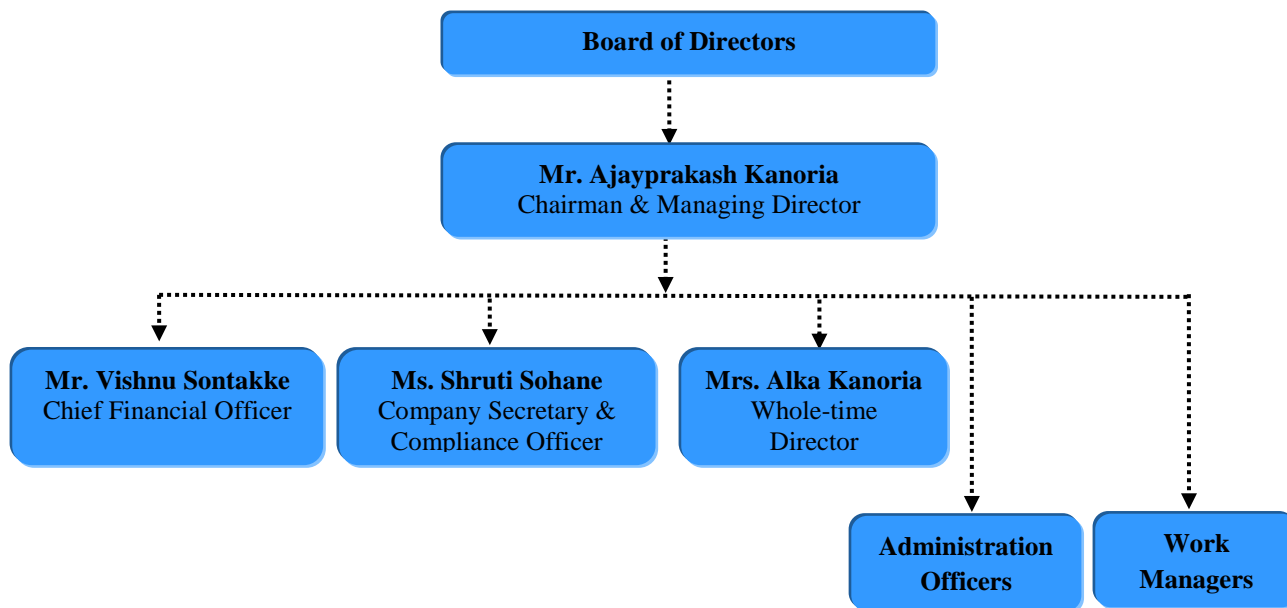 Board of Directors
Mr. Ajayprakash Kanoria
Chairman & Managing Director
Mr. Vishnu Sontakke
Chief Financial Officer
Ms. Shruti Sohane
Company Secretary &
Compliance Officer
Mrs. Alka Kanoria
Whole-time
Director
Administration
Officers
Work
Managers